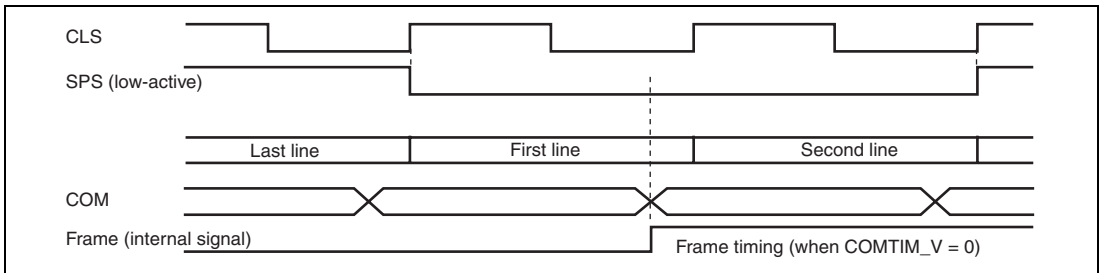 CLS
SPS (low-active)
Last line First line Second line
COM
Frame (internal signal) Frame timing (when COMTIM_V = 0)